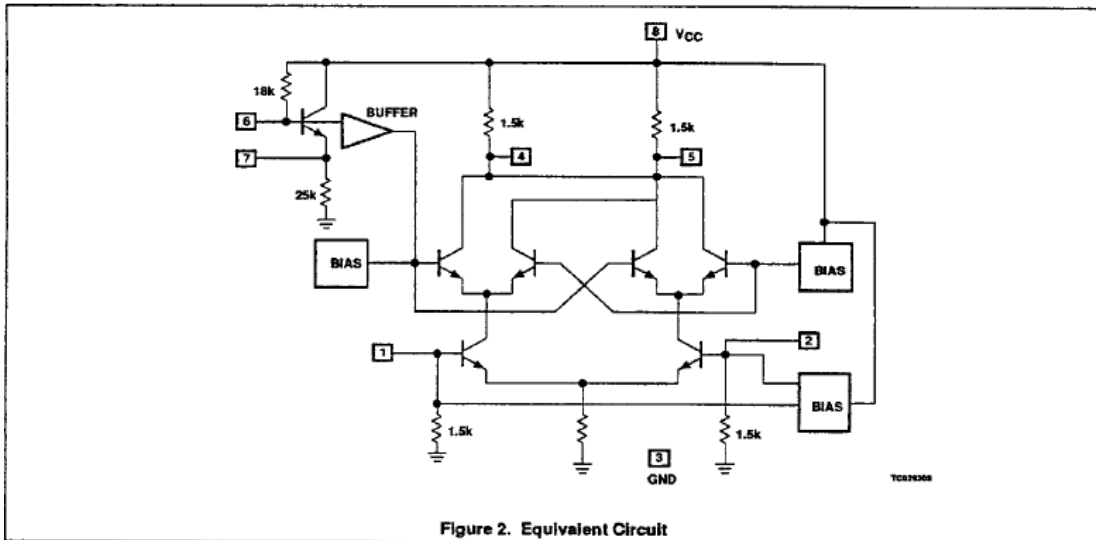 8 VCC
18k
BUFFER
6
1.5k
1.5k
7
4
5
25k
BIAS
BIAS
1
2
BIAS
1.5k
1.5k
3
GND
Figure 2. Equivalent Circuit